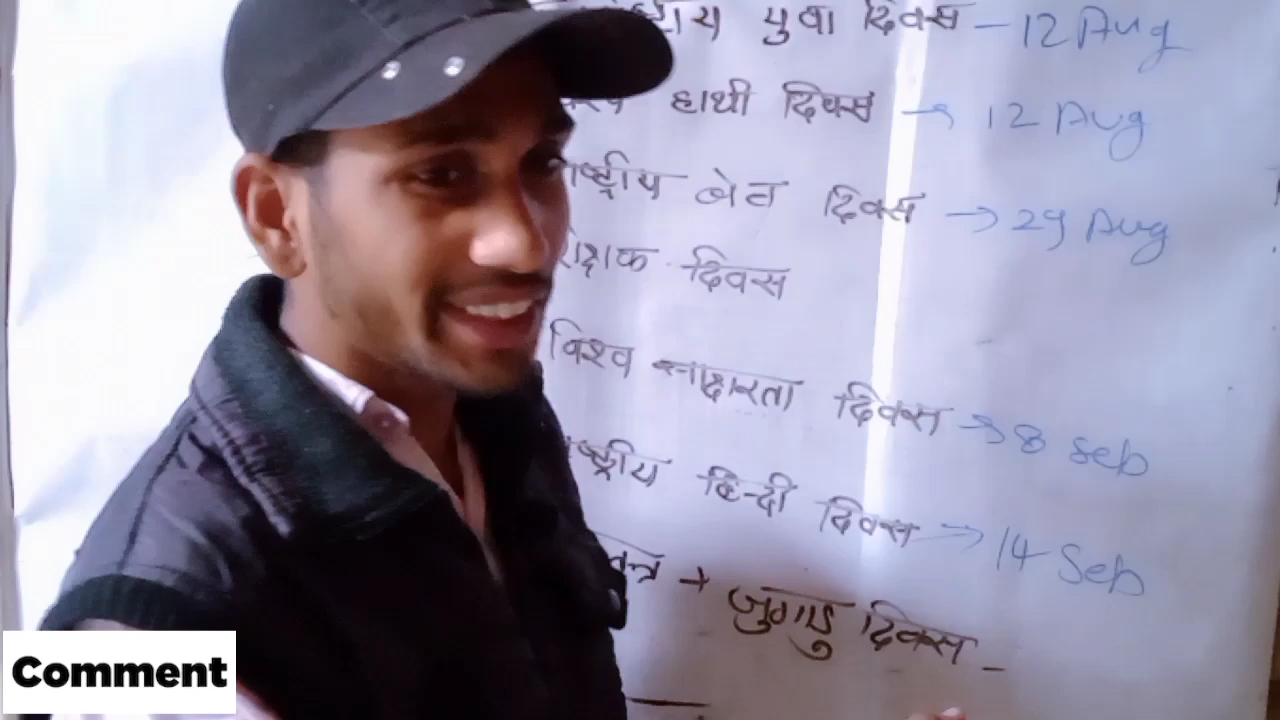 युवा दिवस - 12 Aug
हाथी दिवस → 12 Aug
दिवस → 29 Aug
दिवस
विश्व साक्षरता दिवस → 8 Seb
हिन्दी दिवस → 14 Seb
+ जुगाड़ु दिवस -
Comment